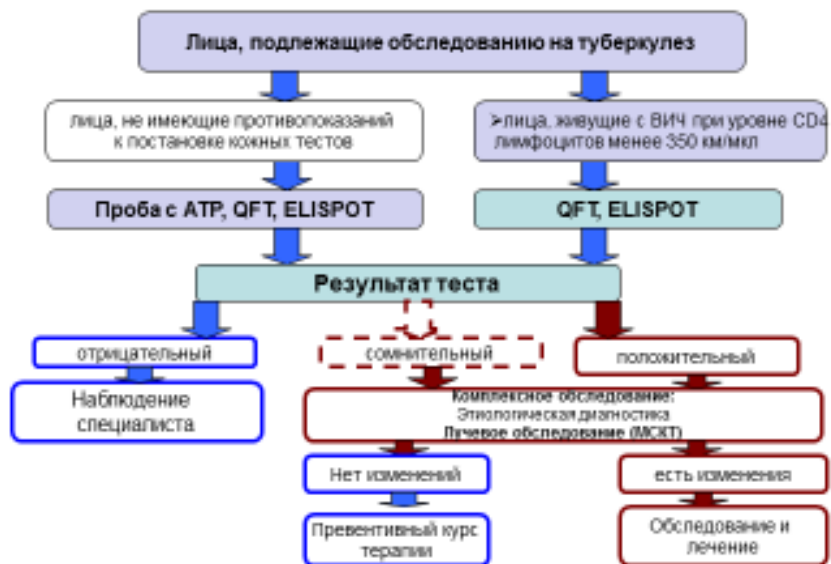 Лица, подлежащие обследованию на туберкулез
лица, не имеющие противопоказаний
к постановке кожных тестов
➢лица, живущие с ВИЧ при уровне CD4
лимфоцитов менее 350 км/мкл
Проба с АТР, QFT, ELISPOT
QFT, ELISPOT
Результат теста
отрицательный
сомнительный
положительный
Наблюдение
специалиста
Комплексное обследование:
Этиологическая диагностика
Лучевое обследование (МСКТ)
Нет изменений
есть изменения
Превентивный курс
терапии
Обследование и
лечение